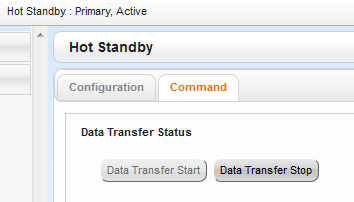 Hot Standby : Primary, Active
Hot Standby
Configuration Command
Data Transfer Status
Data Transfer Start Data Transfer Stop